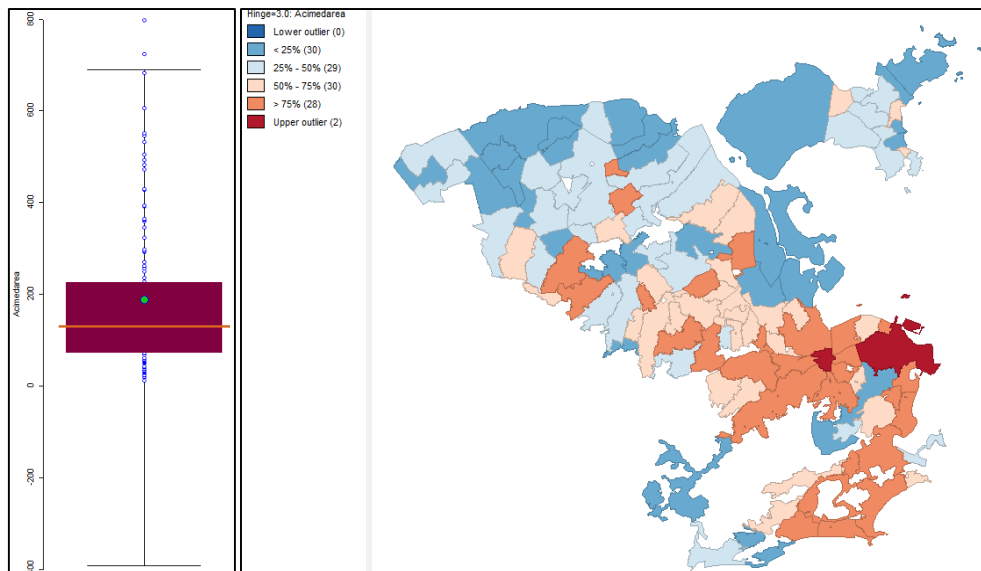 800
600
400
200
0
-200
400
Acimedarea
Hinge=3.0: Acimedarea
Lower outlier (0)
< 25% (30)
25% - 50% (29)
50% - 75% (30)
> 75% (28)
Upper outlier (2)